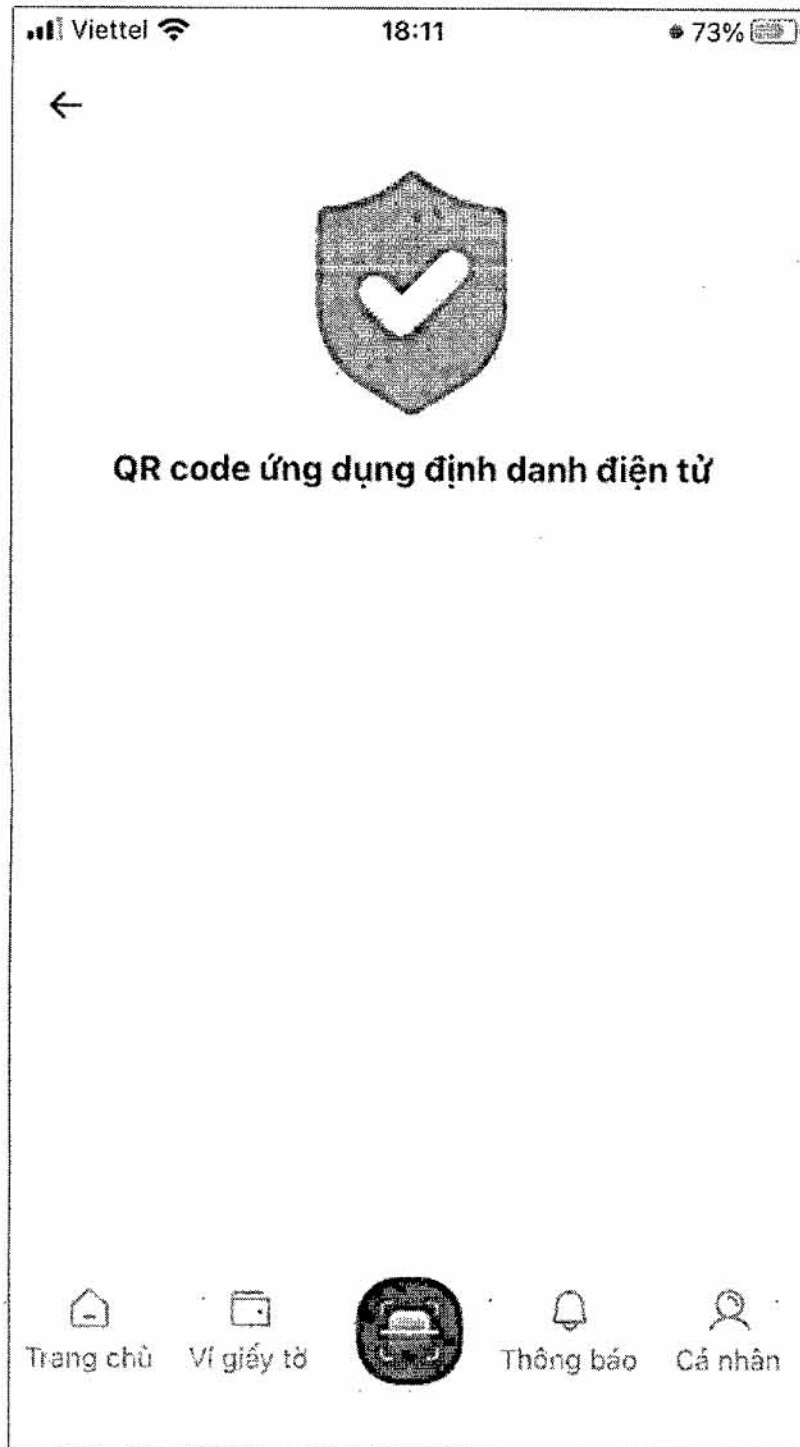 Viettel 18:11 73%
QR code ứng dụng định danh điện tử
Trang chủ Ví giấy tờ Thông báo Cá nhân